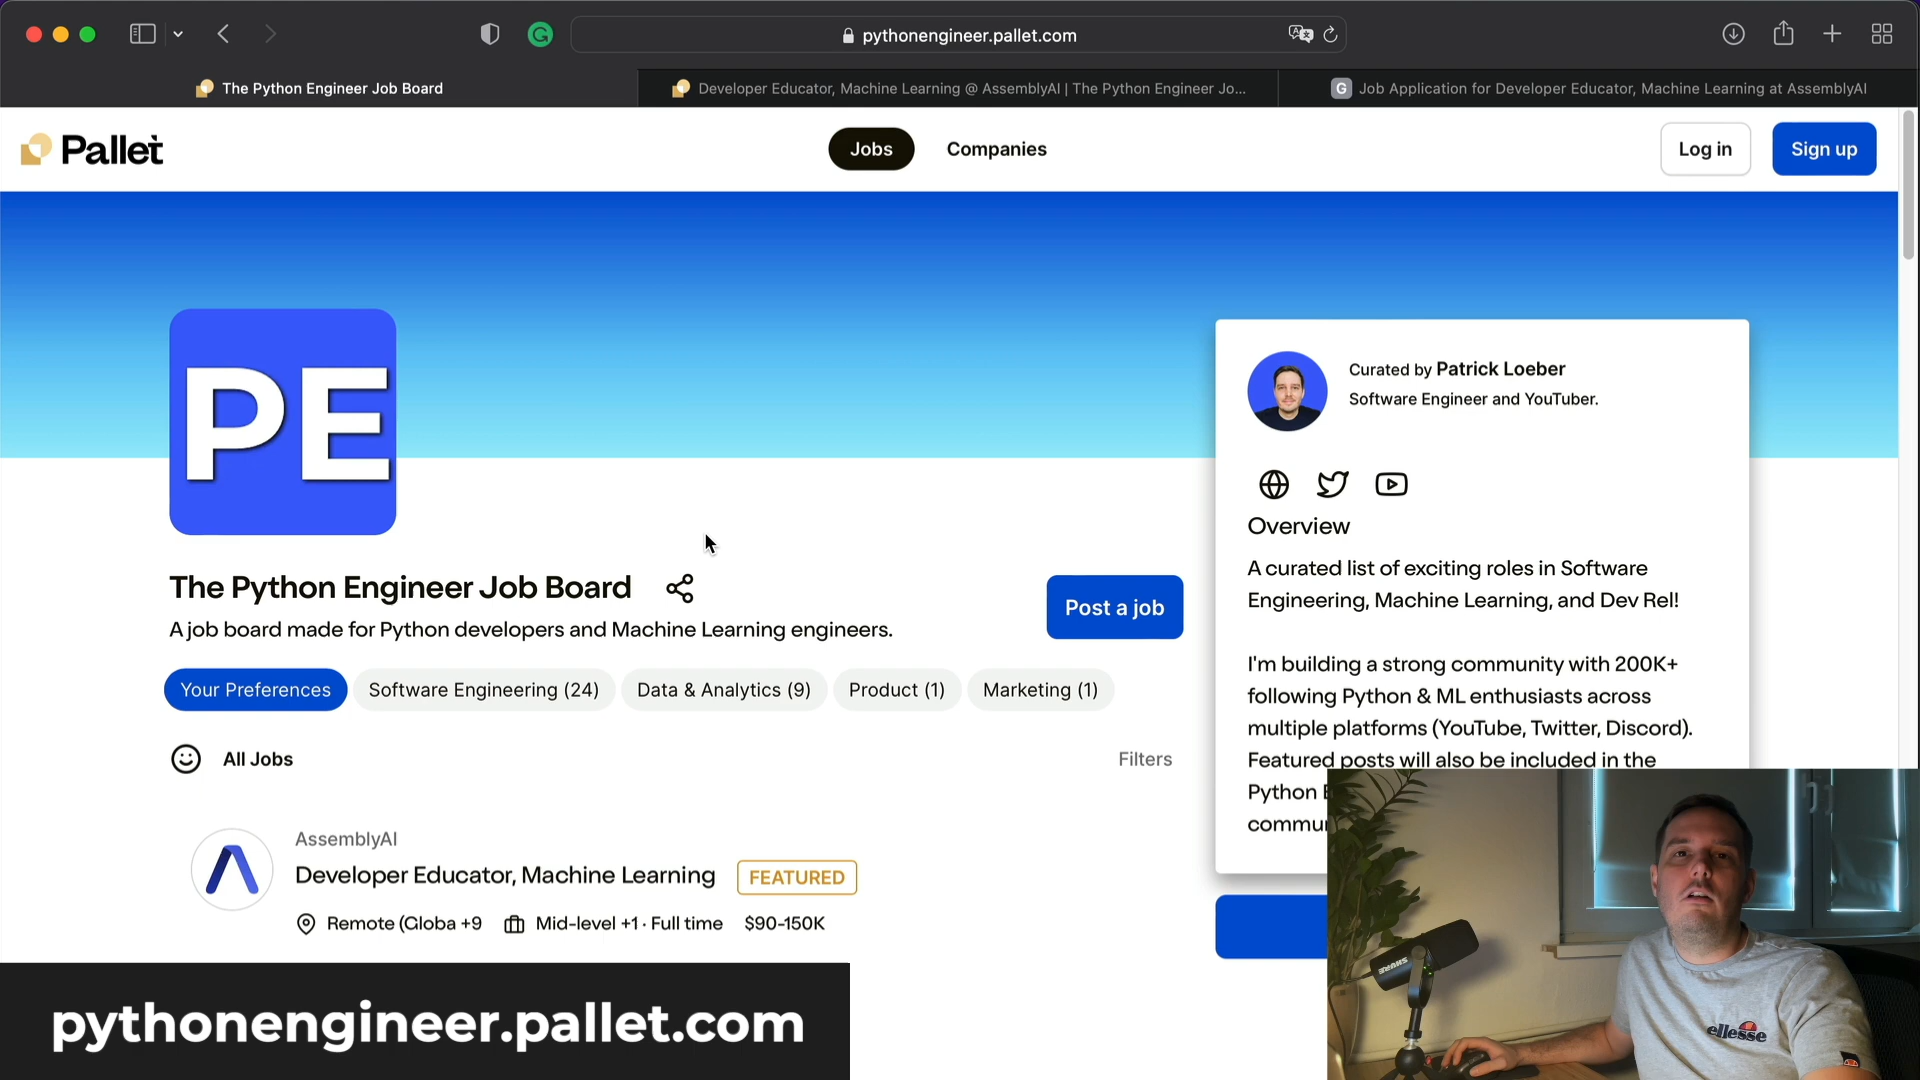 pythonengineer.pallet.com
The Python Engineer Job Board
Developer Educator, Machine Learning @ AssemblyAI | The Python Engineer Jo...
G Job Application for Developer Educator, Machine Learning at AssemblyAI
Pallet
Jobs
Companies
Log in
Sign up
PE
Curated by Patrick Loeber
Software Engineer and YouTuber.
Overview
A curated list of exciting roles in Software
Engineering, Machine Learning, and Dev Rel!
I'm building a strong community with 200K+
following Python & ML enthusiasts across
multiple platforms (YouTube, Twitter, Discord).
Featured posts will also be included in the
Python
The Python Engineer Job Board
A job board made for Python developers and Machine Learning engineers.
Post a job
Your Preferences
Software Engineering (24)
Data & Analytics (9)
Product (1)
Marketing (1)
All Jobs
Filters
AssemblyAI
Developer Educator, Machine Learning
FEATURED
Remote (Globa +9
Mid-level +1 · Full time
$90-150K
pythonengineer.pallet.com
SHURE
ellesse